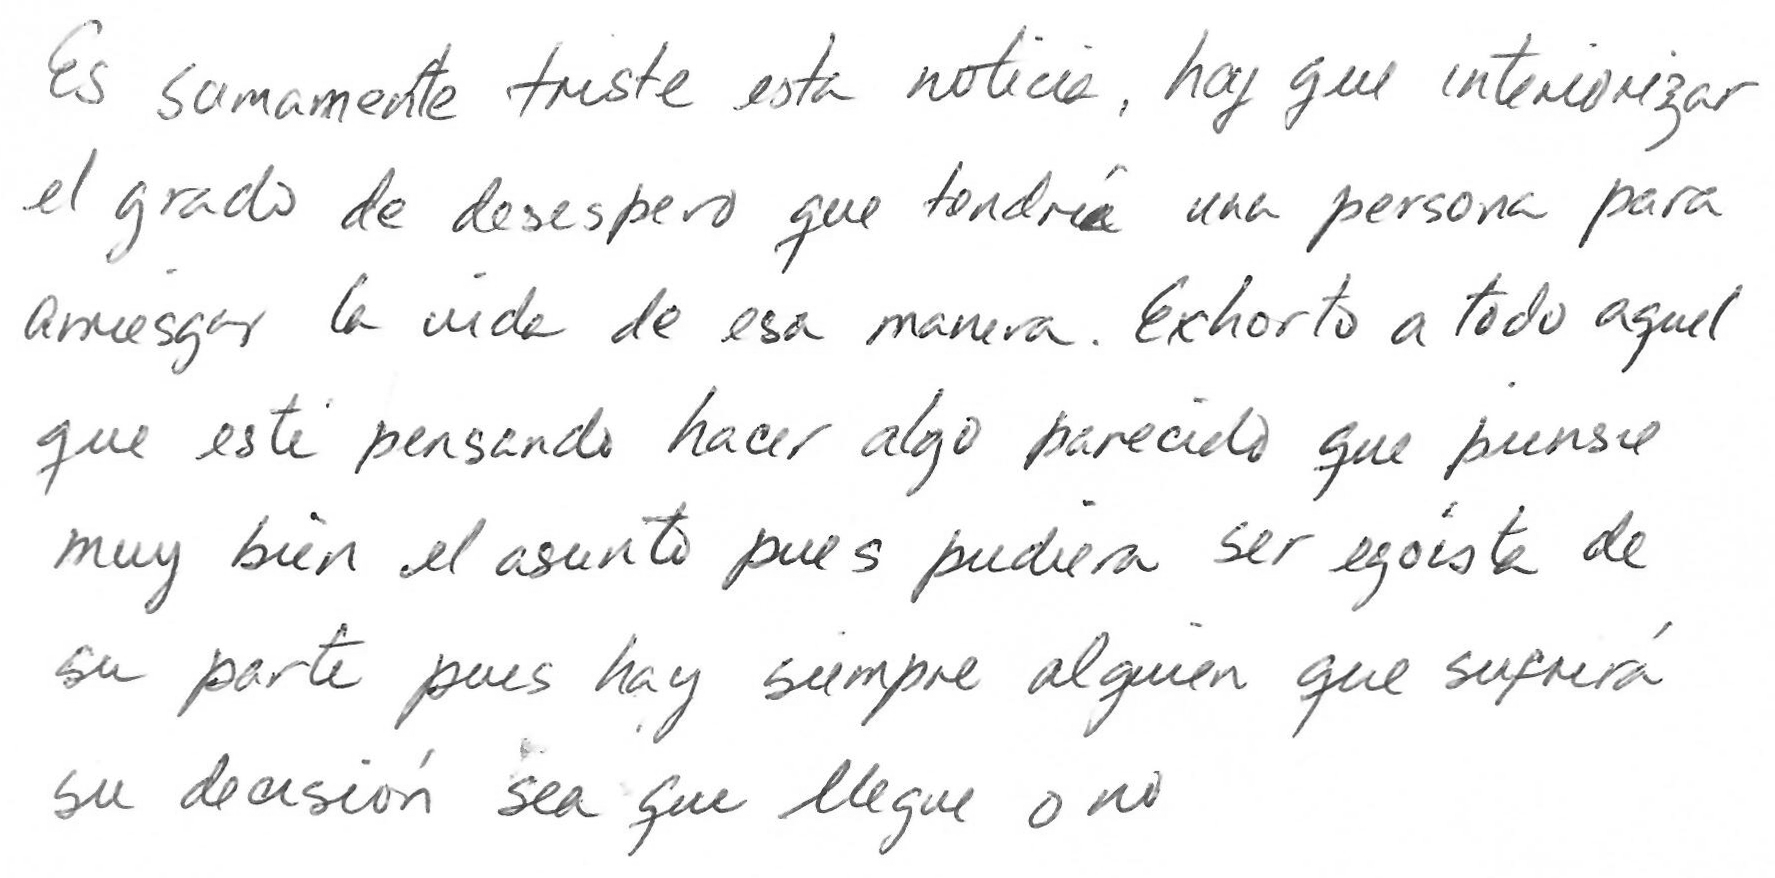 Es sumamente triste esta noticia, hay que interiorizar
el grado de desespero que tendría una persona para
arriesgar la vida de esa manera. Exhorto a todo aquel
que esté pensando hacer algo parecido que piense
muy bien el asunto pues pudiera ser egoísta de
su parte pues hay siempre alguien que sufrirá
su decisión sea que llegue o no